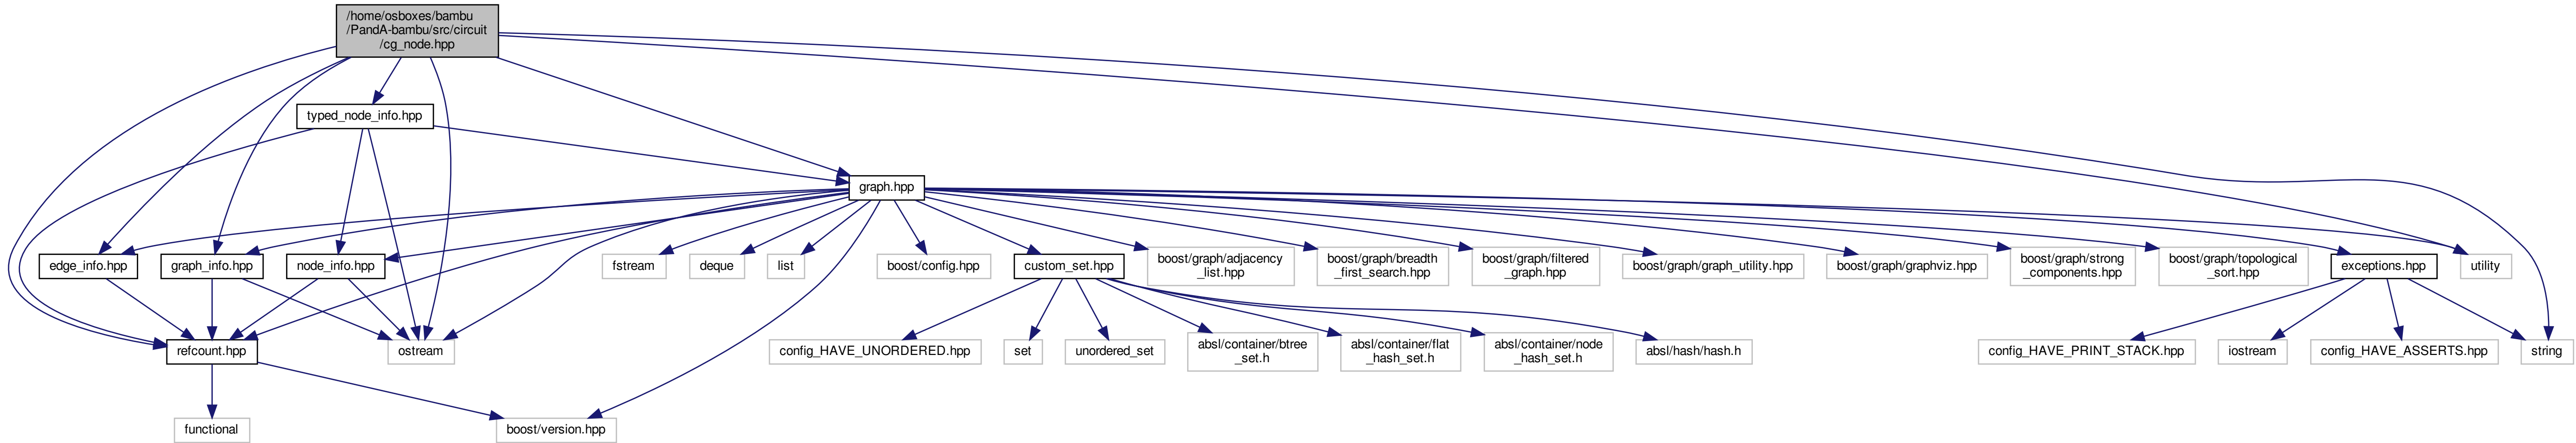 /home/osboxes/bambu
/PandA-bambu/src/circuit
/cg_node.hpp
typed_node_info.hpp
graph.hpp
edge_info.hpp
graph_info.hpp
node_info.hpp
fstream
deque
list
boost/config.hpp
custom_set.hpp
boost/graph/adjacency
_list.hpp
boost/graph/breadth
_first_search.hpp
boost/graph/filtered
_graph.hpp
boost/graph/graph_utility.hpp
boost/graph/graphviz.hpp
boost/graph/strong
_components.hpp
boost/graph/topological
_sort.hpp
exceptions.hpp
utility
refcount.hpp
ostream
config_HAVE_UNORDERED.hpp
set
unordered_set
absl/container/btree
_set.h
absl/container/flat
_hash_set.h
absl/container/node
_hash_set.h
absl/hash/hash.h
config_HAVE_PRINT_STACK.hpp
iostream
config_HAVE_ASSERTS.hpp
string
functional
boost/version.hpp